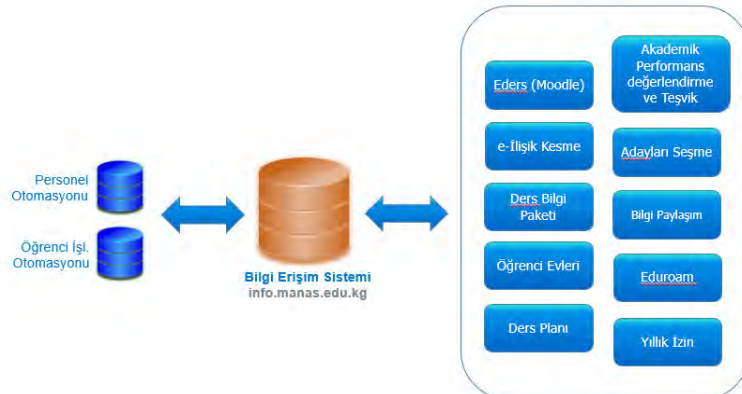 Personel
Otomasyonu
Öğrenci İşl.
Otomasyonu
Bilgi Erişim Sistemi
info.manas.edu.kg
Eders (Moodle)
e-İlişik Kesme
Ders Bilgi
Paketi
Öğrenci Evleri
Ders Planı
Akademik
Performans
değerlendirme
ve Teşvik
Adayları Seşme
Bilgi Paylaşım
Eduroam
Yıllık İzin